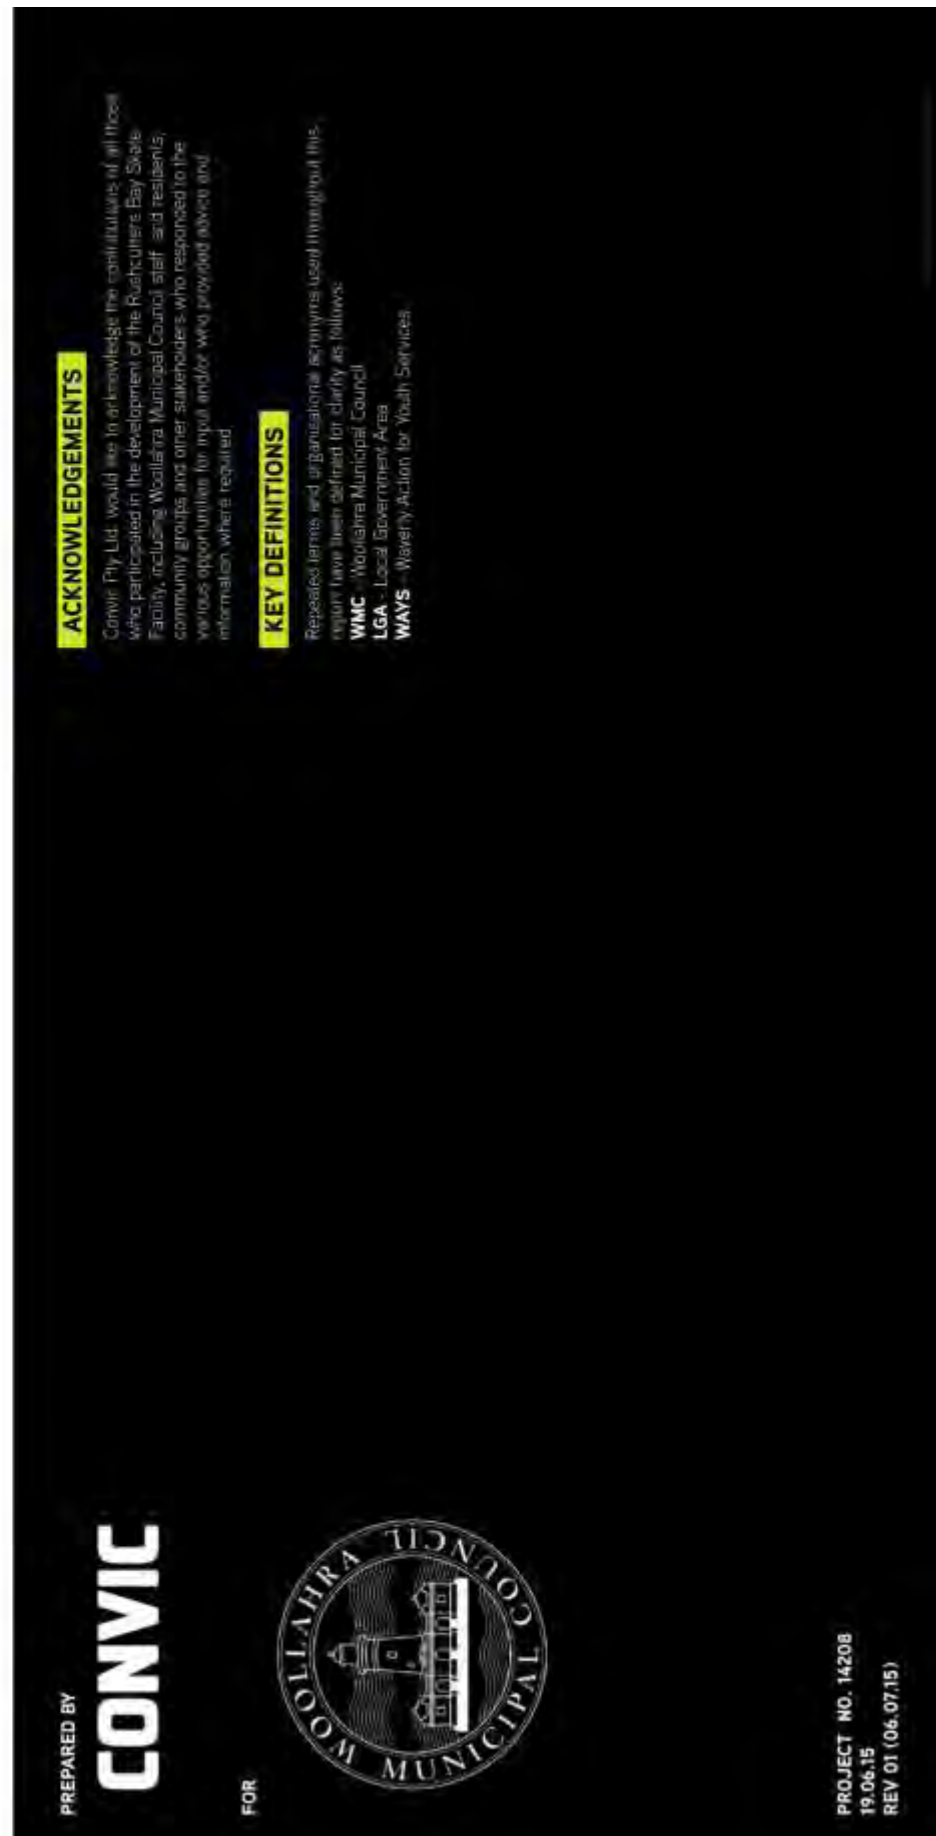 PREPARED BY
CONVIC
FOR
WOOLLAHRA MUNICIPAL COUNCIL
PROJECT NO. 14208
19.06.15
REV 01 (06.07.15)
ACKNOWLEDGEMENTS
Convic Pty Ltd. would like to acknowledge the contributions of all those
who participated in the development of the Rushcutters Bay Skate
Facility, including Woollahra Municipal Council staff and residents,
community groups and other stakeholders who responded to the
various opportunities for input and/or who provided advice and
information where required.
KEY DEFINITIONS
Repeated terms and organisational acronyms used throughout this
report have been defined for clarity as follows:
WMC - Woollahra Municipal Council
LGA - Local Government Area
WAYS - Waverly Action for Youth Services